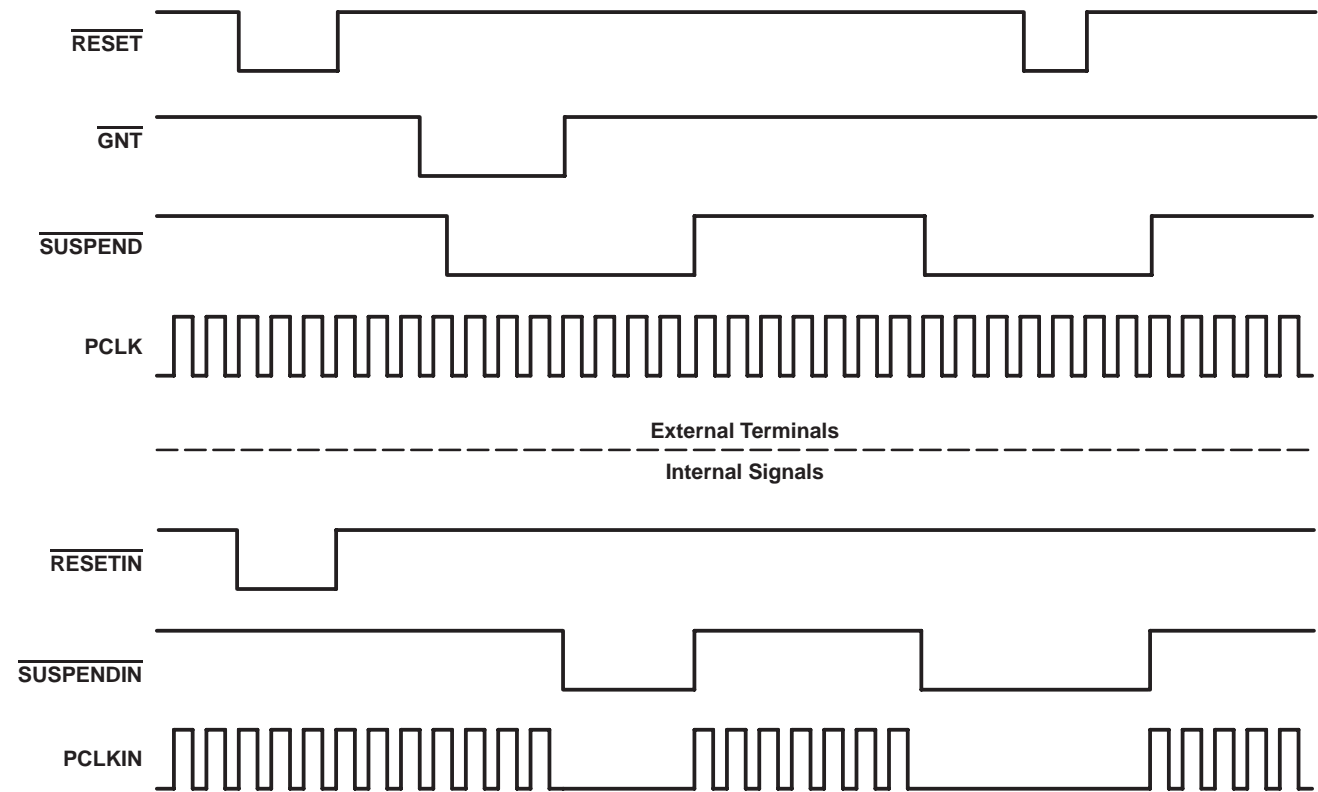 RESET
GNT
SUSPEND
PCLK
External Terminals
Internal Signals
RESETIN
SUSPENDIN
PCLKIN